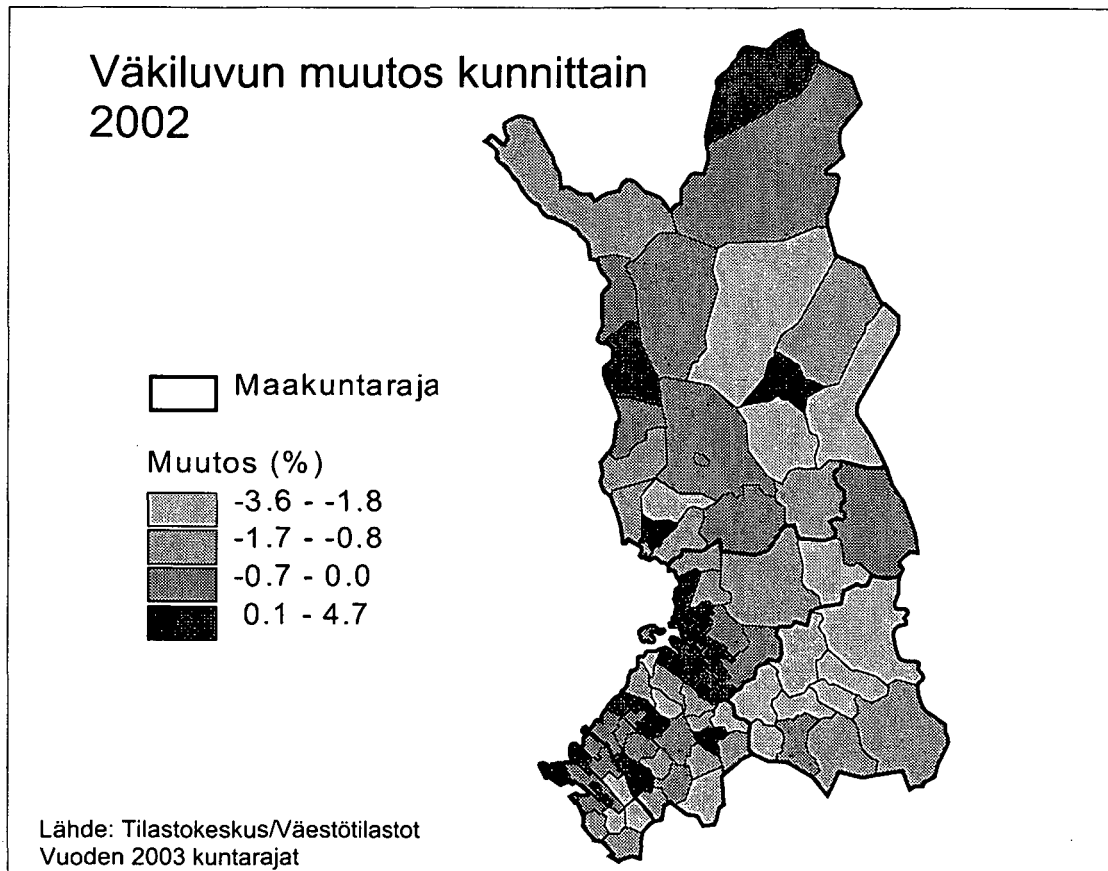 Väkiluvun muutos kunnittain
2002
Maakuntaraja
Muutos (%)
-3.6 - -1.8
-1.7 - -0.8
-0.7 - 0.0
0.1 - 4.7
Lähde: Tilastokeskus/Väestötilastot
Vuoden 2003 kuntarajat